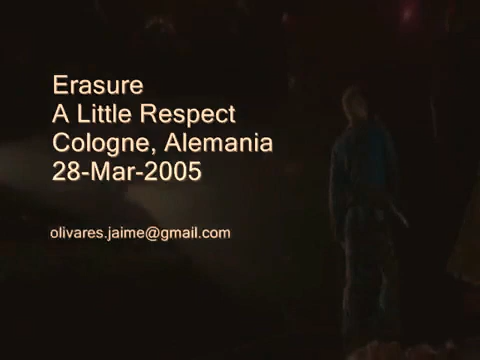 Erasure
A Little Respect
Cologne, Alemania
28-Mar-2005
olivares.jaime@gmail.com